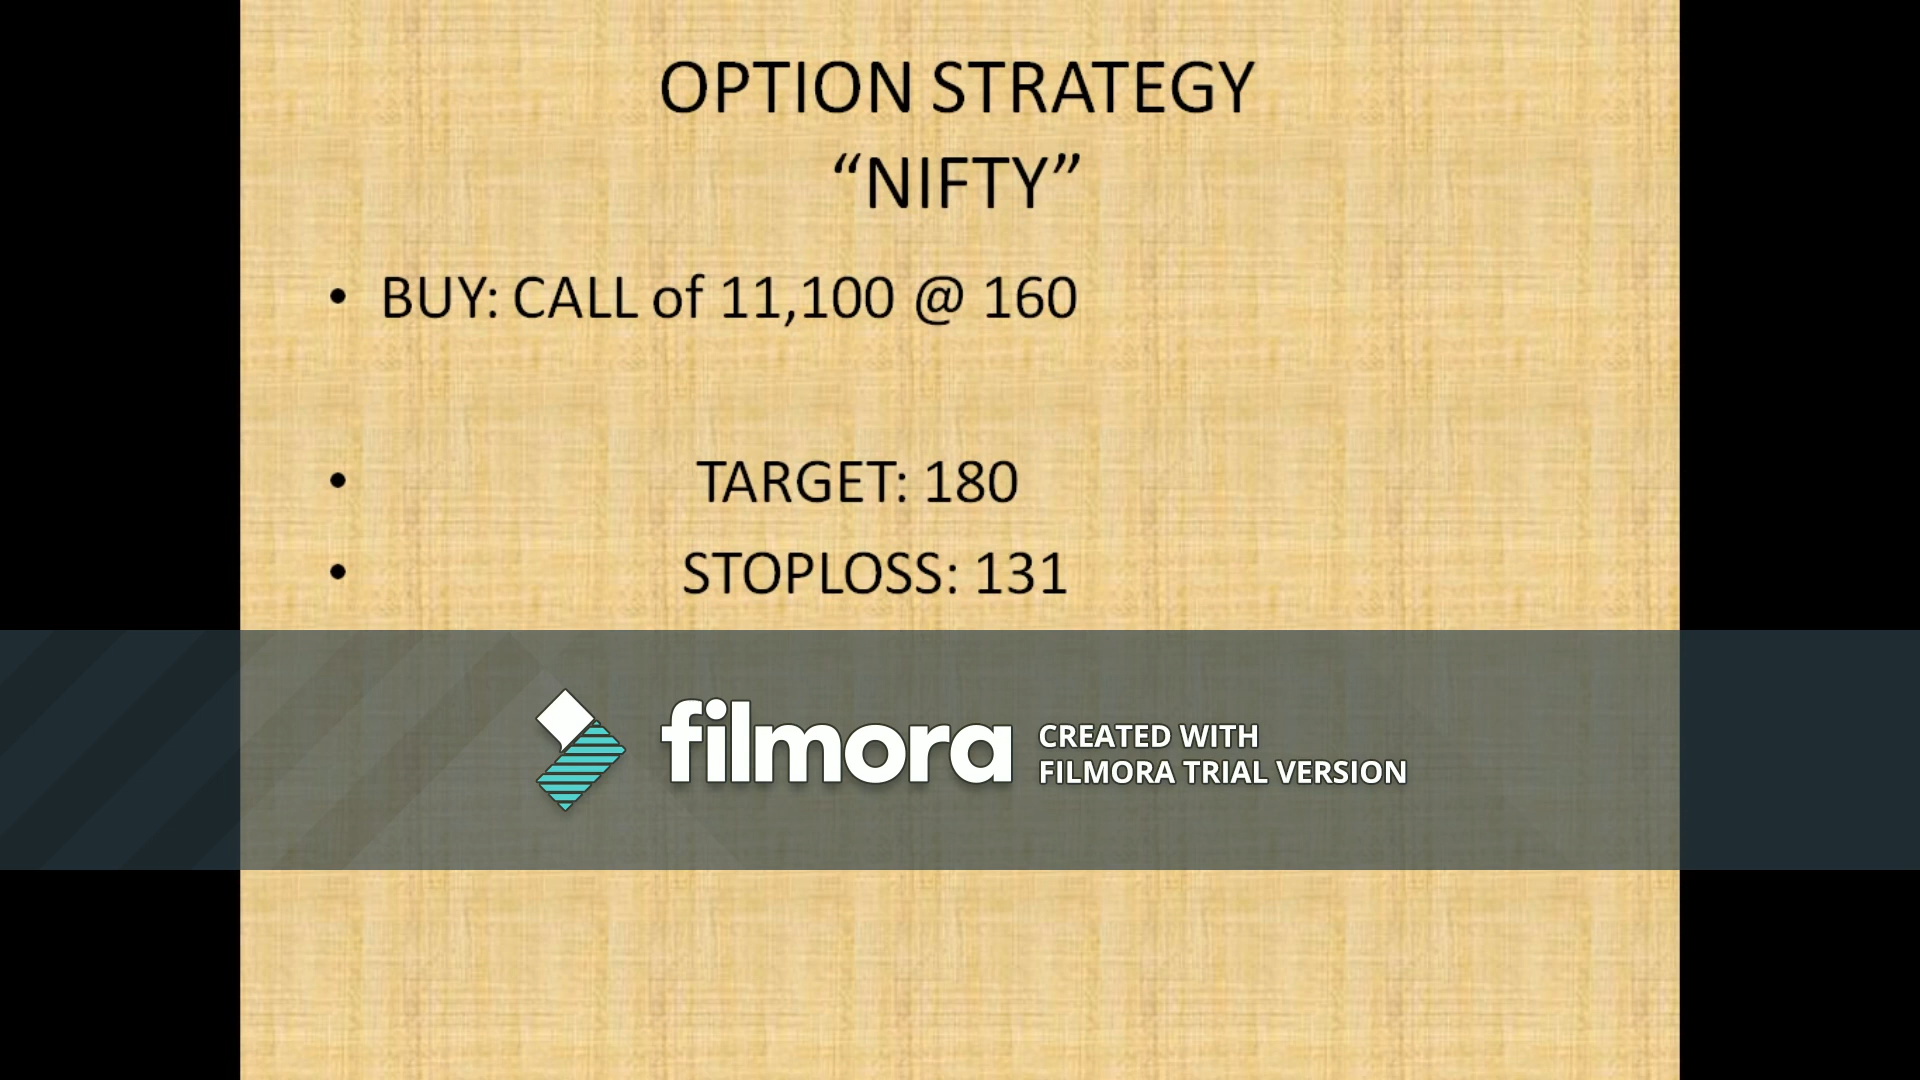 OPTION STRATEGY
“NIFTY”
• BUY: CALL of 11,100 @ 160
• TARGET: 180
• STOPLOSS: 131
filmora
CREATED WITH
FILMORA TRIAL VERSION